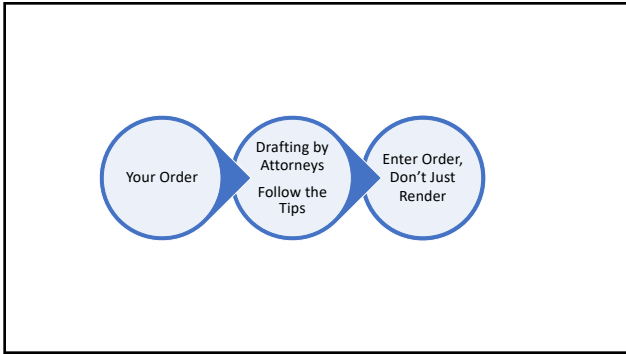 Your Order
Drafting by
Attorneys
Follow the
Tips
Enter Order,
Don’t Just
Render